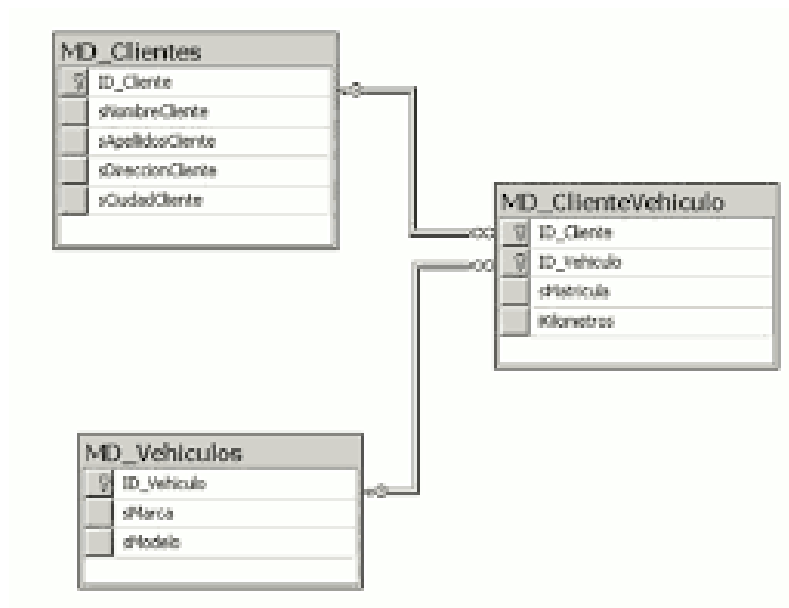 MD_Clientes
ID_Cliente
sNombreCliente
sApellidosCliente
sDireccionCliente
sCiudadCliente
MD_ClienteVehiculo
ID_Cliente
ID_Vehiculo
sMatricula
iKilometros
MD_Vehiculos
ID_Vehiculo
sMarca
sModelo